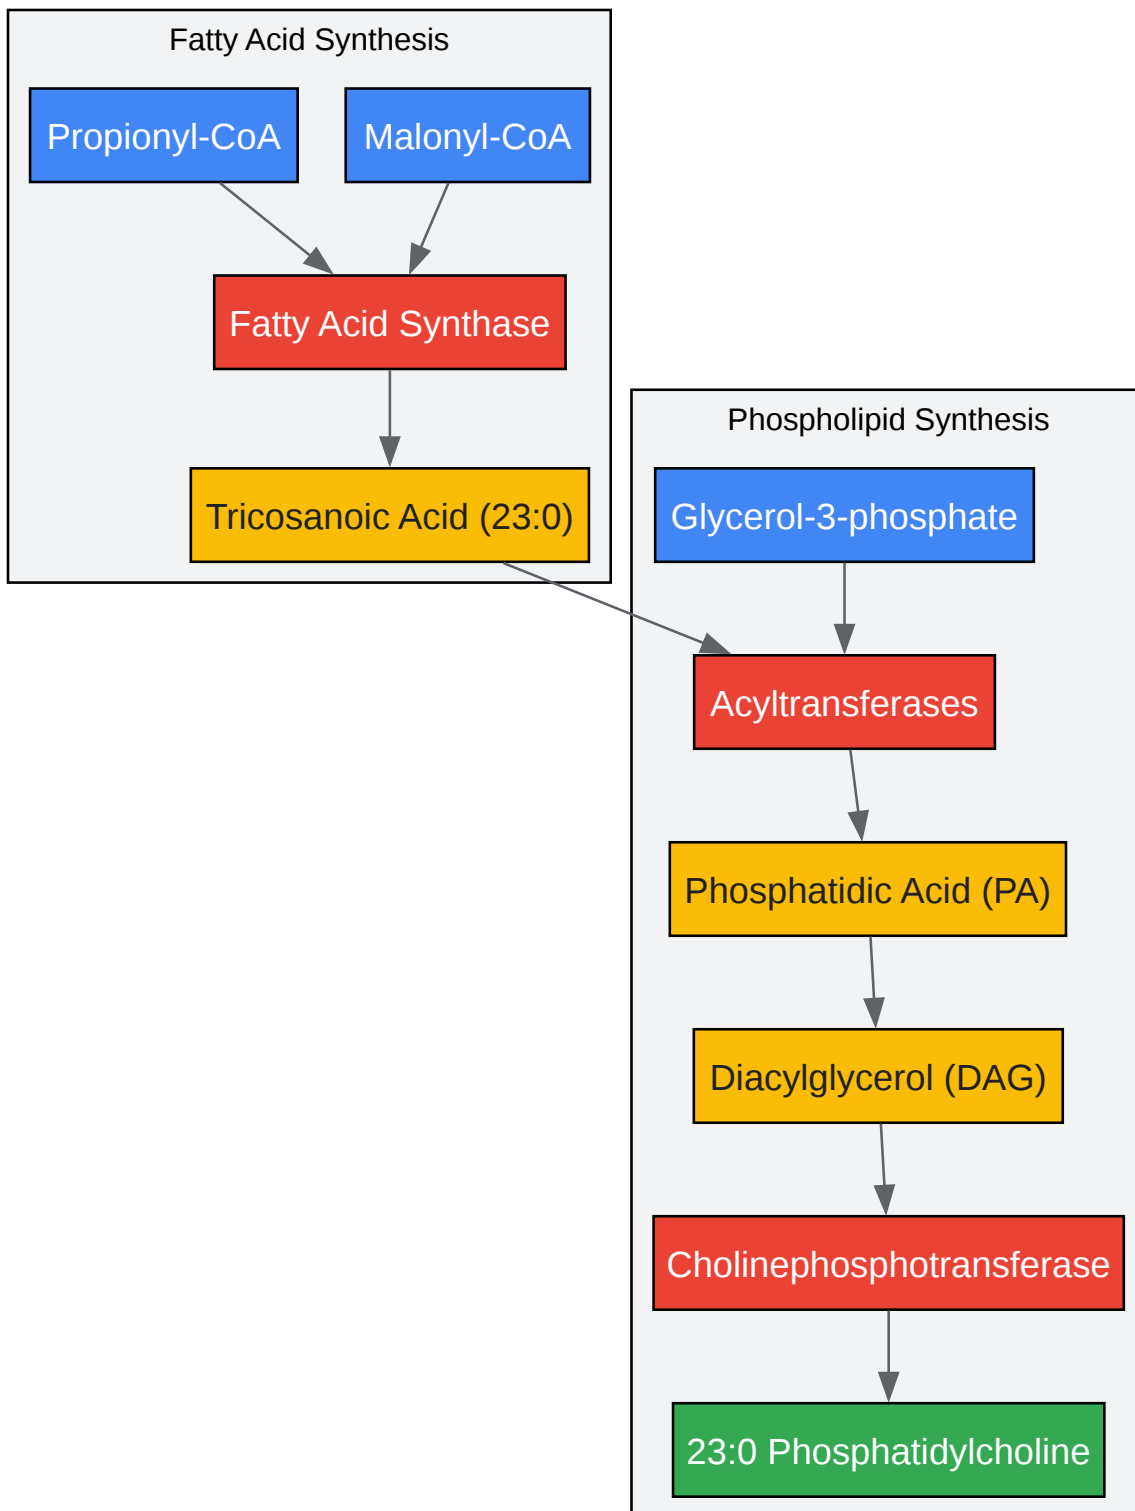 Fatty Acid Synthesis
Propionyl-CoA
Malonyl-CoA
Fatty Acid Synthase
Tricosanoic Acid (23:0)
Phospholipid Synthesis
Glycerol-3-phosphate
Acyltransferases
Phosphatidic Acid (PA)
Diacylglycerol (DAG)
Cholinephosphotransferase
23:0 Phosphatidylcholine